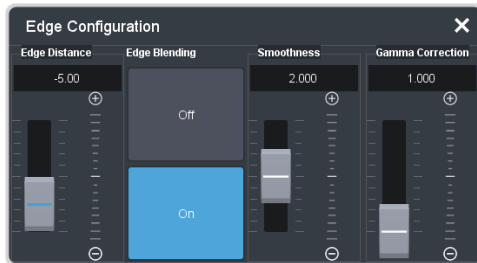 Edge Configuration
Edge Distance Edge Blending Smoothness Gamma Correction
-5.00 2.000 1.000
Off
On